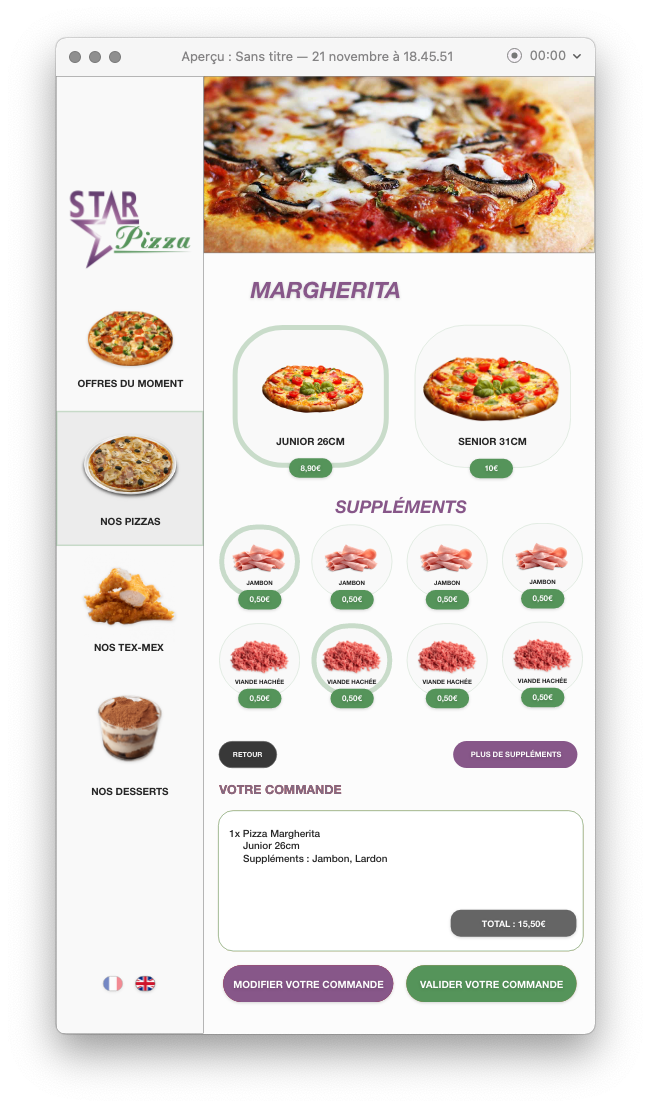 Aperçu : Sans titre — 21 novembre à 18.45.51
00:00
STAR
Pizza
OFFRES DU MOMENT
NOS PIZZAS
NOS TEX-MEX
NOS DESSERTS
MARGHERITA
JUNIOR 26CM
8,90€
SENIOR 31CM
10€
SUPPLÉMENTS
JAMBON
JAMBON
JAMBON
JAMBON
0,50€
0,50€
0,50€
0,50€
VIANDE HACHÉE
VIANDE HACHÉE
VIANDE HACHÉE
VIANDE HACHÉE
0,50€
0,50€
0,50€
0,50€
RETOUR
PLUS DE SUPPLÉMENTS
VOTRE COMMANDE
1x Pizza Margherita
Junior 26cm
Suppléments : Jambon, Lardon
TOTAL : 15,50€
MODIFIER VOTRE COMMANDE
VALIDER VOTRE COMMANDE